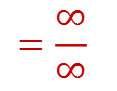 = ∞/∞